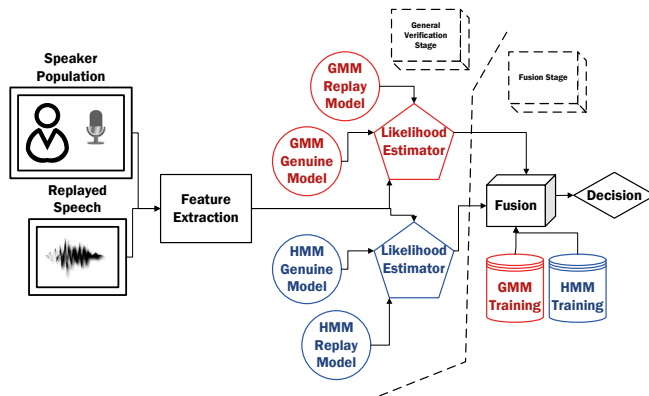 Speaker
Population
Replayed
Speech
Feature
Extraction
GMM
Replay
Model
GMM
Genuine
Model
Likelihood
Estimator
HMM
Genuine
Model
Likelihood
Estimator
HMM
Replay
Model
General
Verification
Stage
Fusion Stage
Fusion
Decision
GMM
Training
HMM
Training